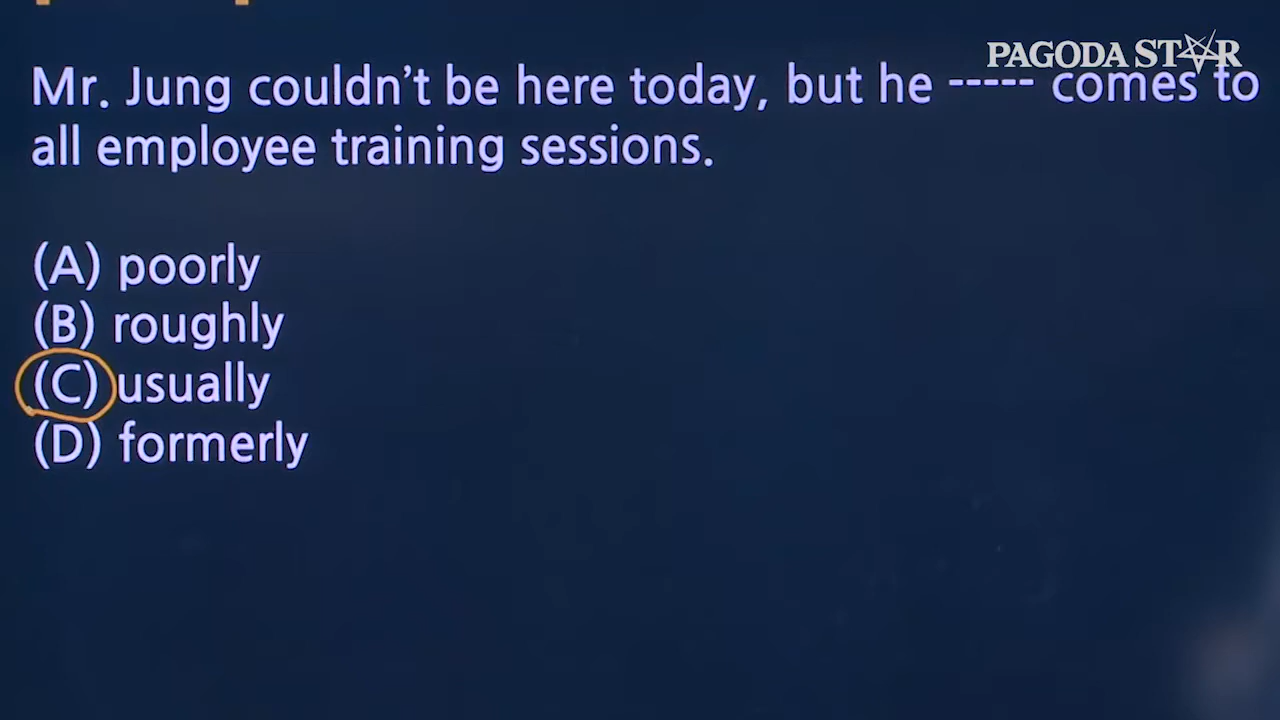 PAGODA STAR
Mr. Jung couldn't be here today, but he ----- comes to
all employee training sessions.
(A) poorly
(B) roughly
(C) usually
(D) formerly